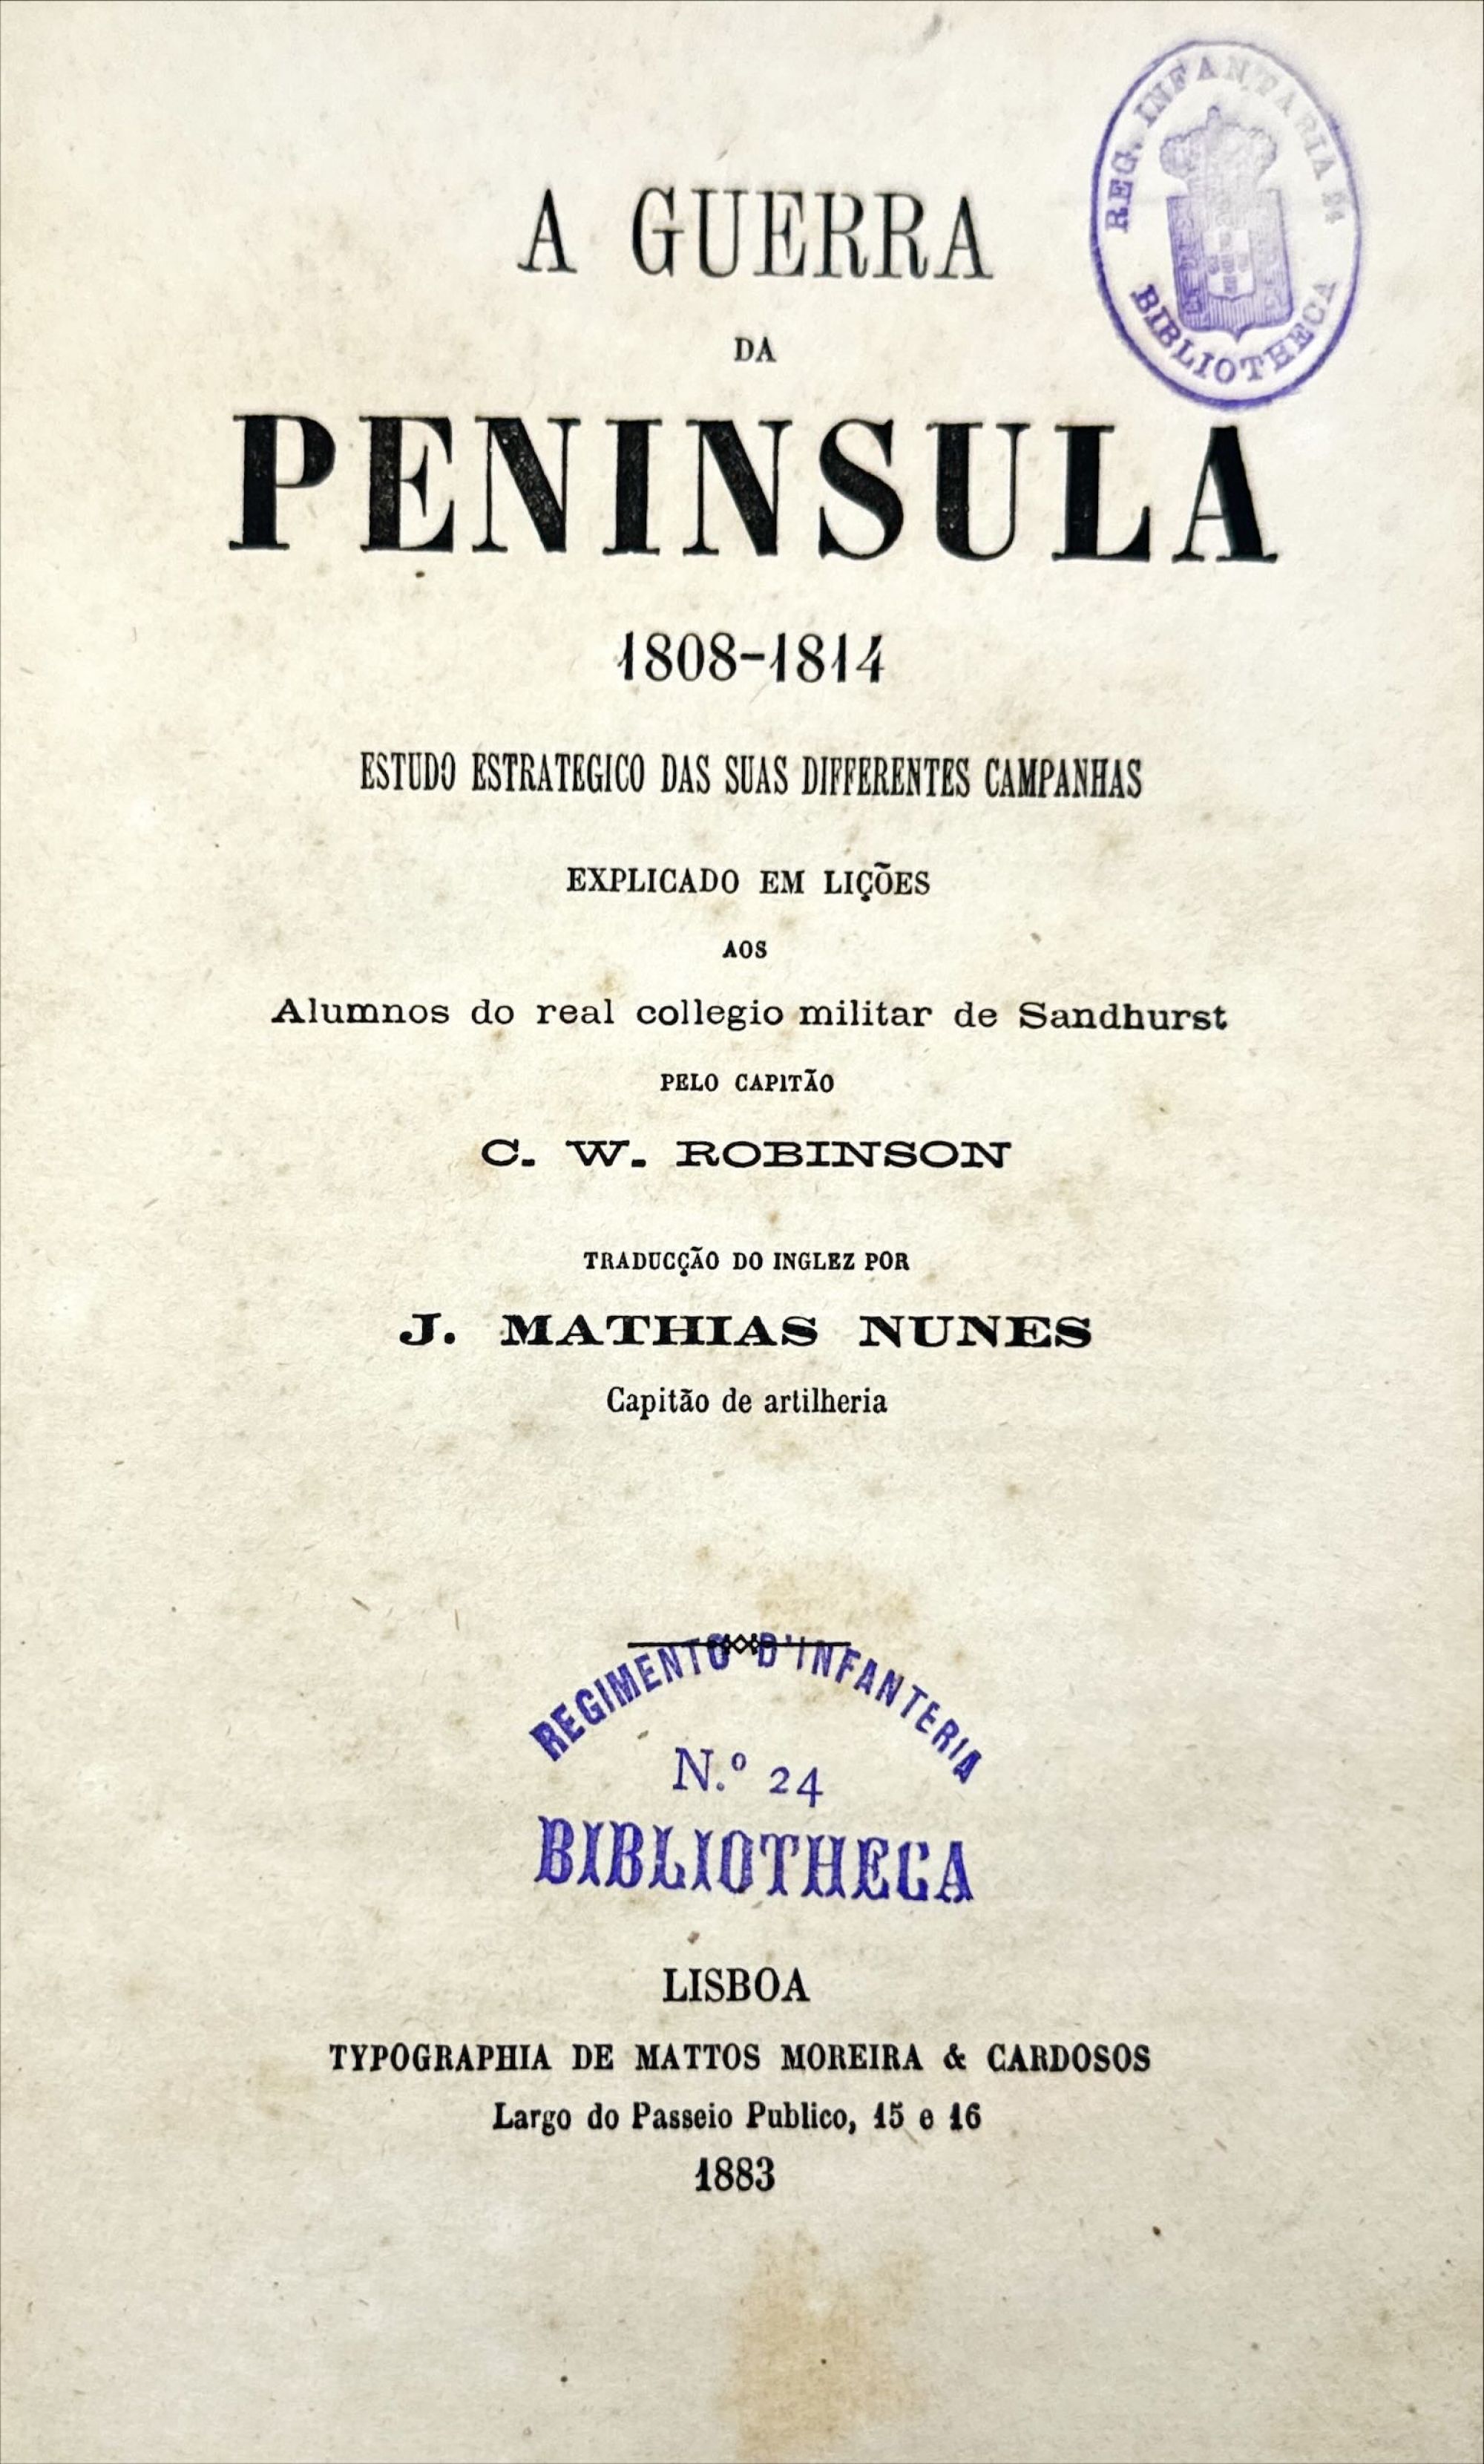 REG. INFANTARIA 24
BIBLIOTHECA
A GUERRA
DA
PENINSULA
1808-1814
ESTUDO ESTRATEGICO DAS SUAS DIFFERENTES CAMPANHAS
EXPLICADO EM LIÇÕES
AOS
Alumnos do real collegio militar de Sandhurst
PELO CAPITÃO
C. W. ROBINSON
TRADUCÇÃO DO INGLEZ POR
J. MATHIAS NUNES
Capitão de artilheria
REGIMENTO D'INFANTERIA
N.º 24
BIBLIOTHECA
LISBOA
TYPOGRAPHIA DE MATTOS MOREIRA & CARDOSOS
Largo do Passeio Publico, 15 e 16
1883